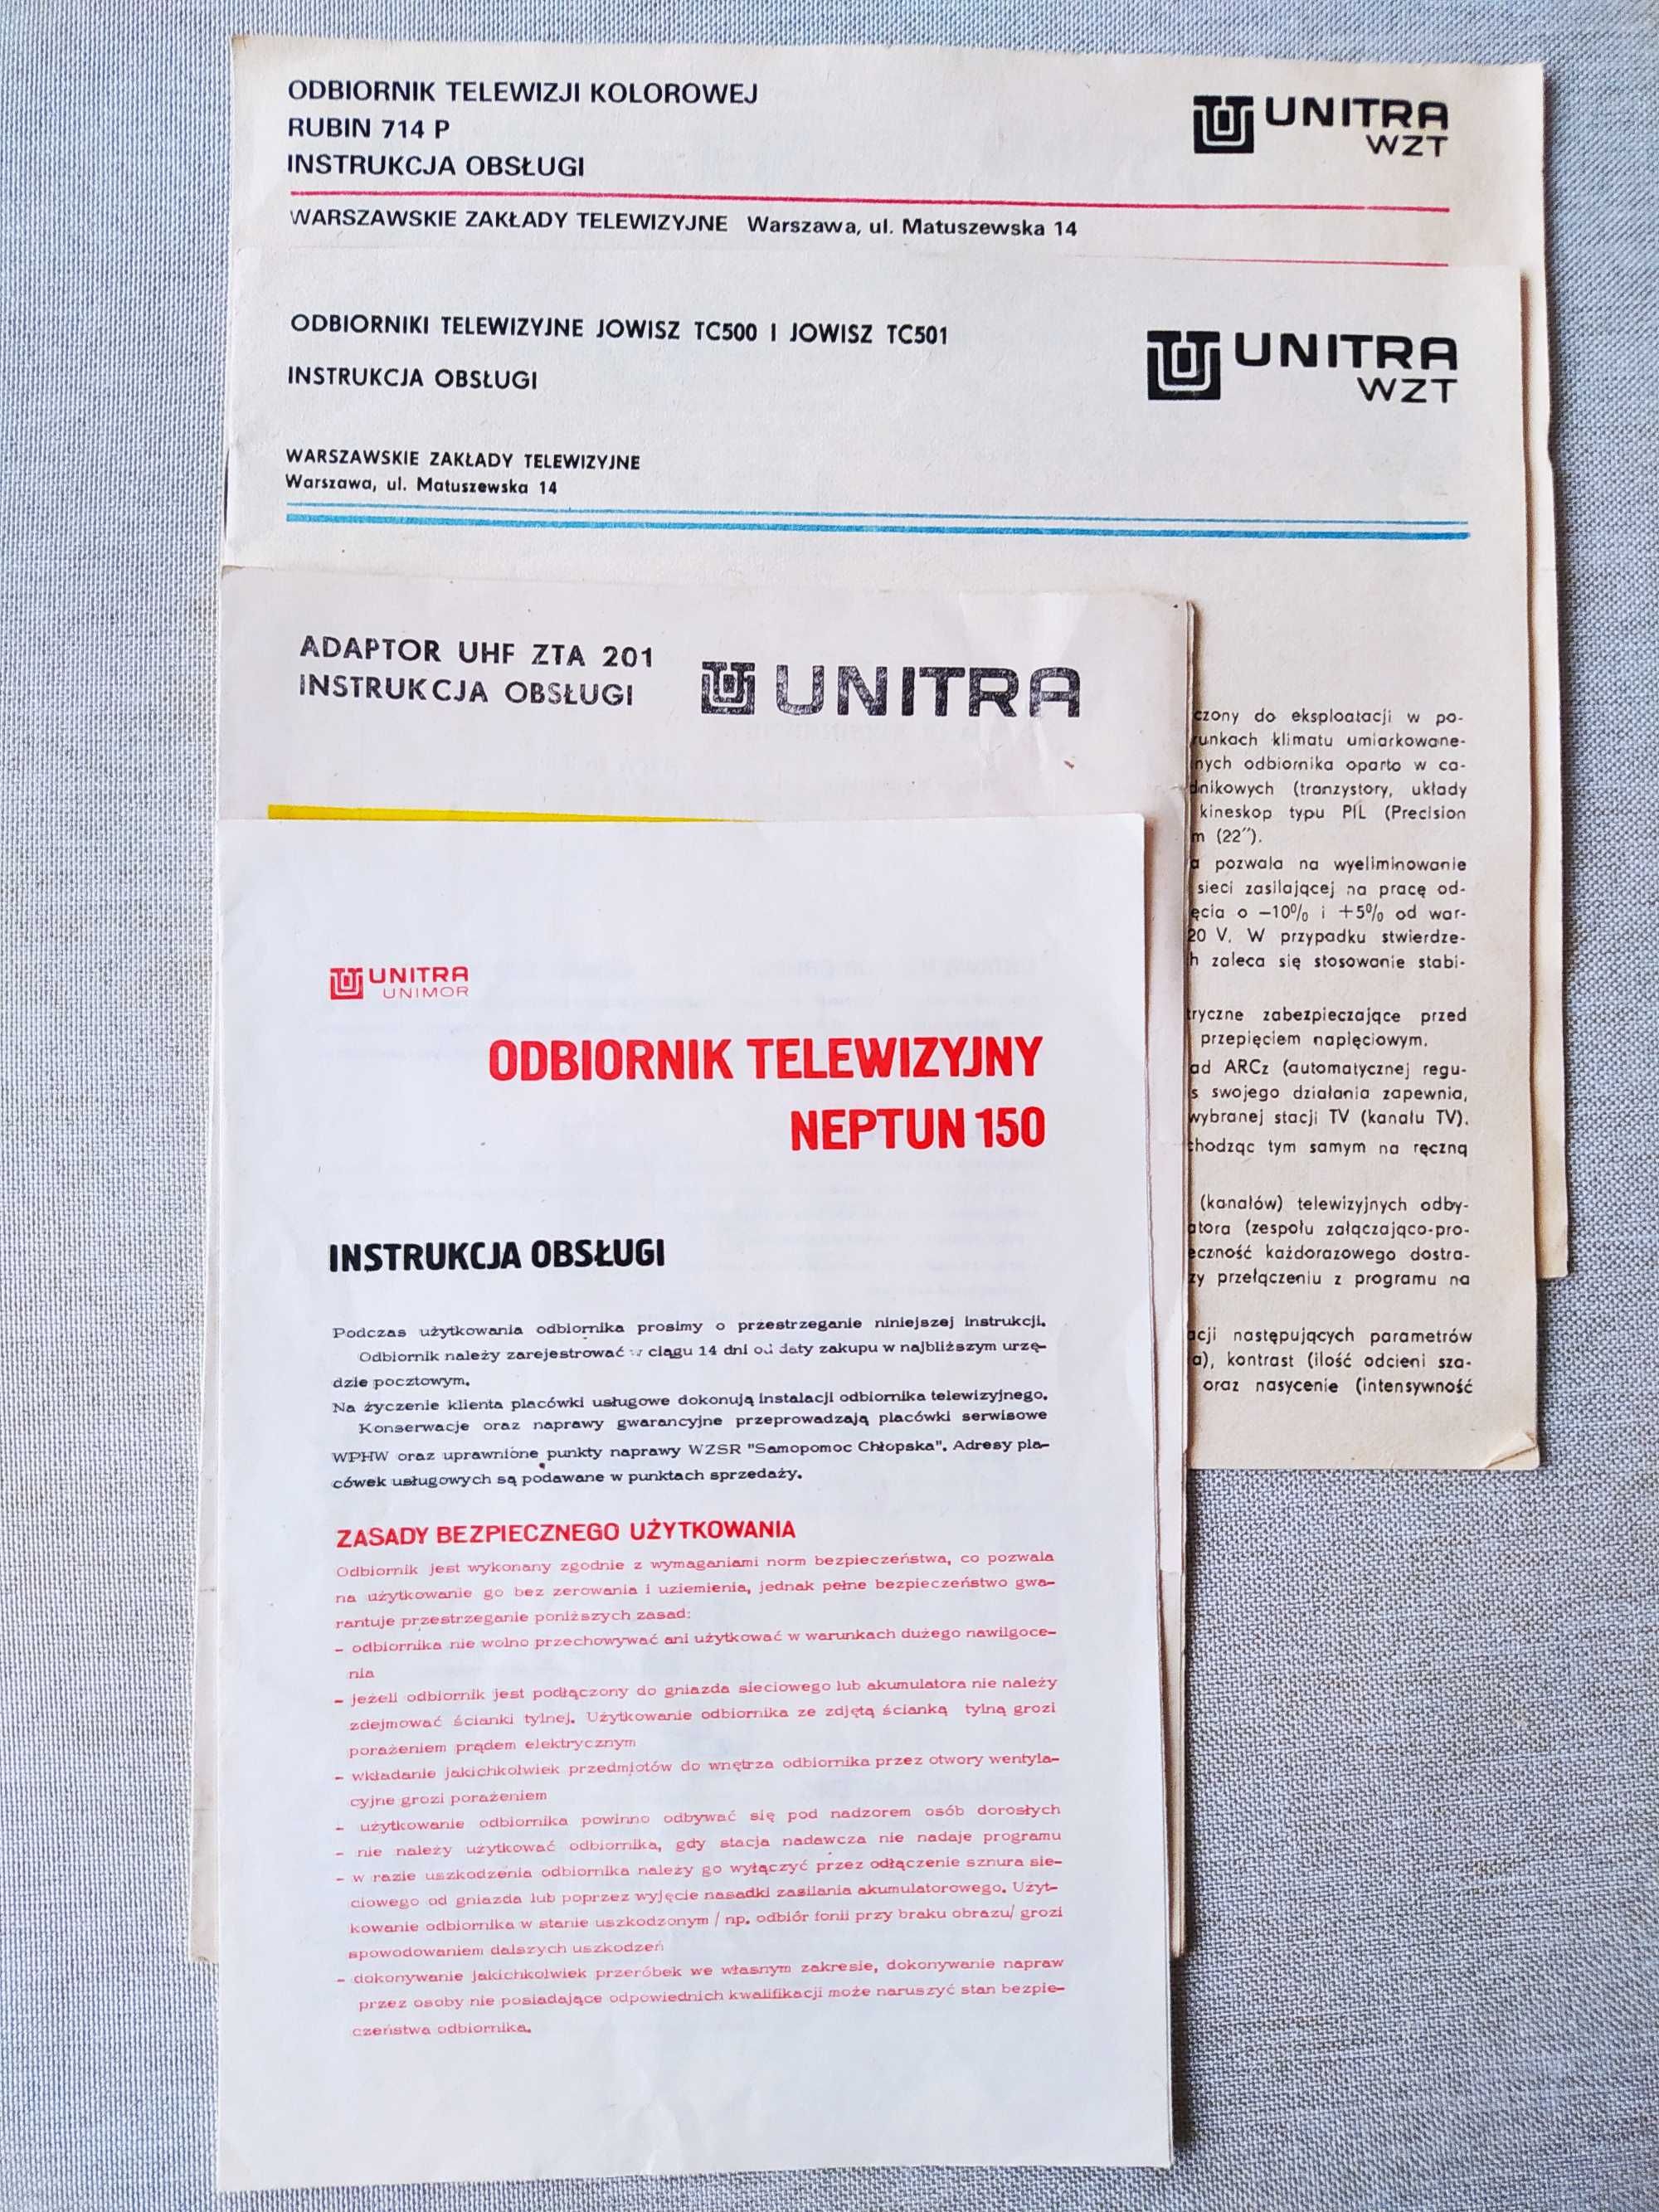 ODBIORNIK TELEWIZJI KOLOROWEJ
RUBIN 714 P
INSTRUKCJA OBSŁUGI
UNITRA
WZT
WARSZAWSKIE ZAKŁADY TELEWIZYJNE Warszawa, ul. Matuszewska 14
ODBIORNIKI TELEWIZYJNE JOWISZ TC500 I JOWISZ TC501
INSTRUKCJA OBSŁUGI
UNITRA
WZT
WARSZAWSKIE ZAKŁADY TELEWIZYJNE
Warszawa, ul. Matuszewska 14
czony do eksploatacji w po-
runkach klimatu umiarkowane-
nych odbiornika oparto w ca-
dnikowych (tranzystory, układy
kineskop typu PIL (Precision
m (22").
a pozwala na wyeliminowanie
sieci zasilającej na pracę od-
ęcia o –10% i +5% od war-
20 V. W przypadku stwierdze-
h zaleca się stosowanie stabi-
tryczne zabezpieczające przed
przepięciem napięciowym.
ad ARCz (automatycznej regu-
s swojego działania zapewnia,
wybranej stacji TV (kanału TV).
chodząc tym samym na ręczną
(kanałów) telewizyjnych odby-
atora (zespołu załączająco-pro-
eczność każdorazowego dostra-
zy przełączeniu z programu na
acji następujących parametrów
a), kontrast (ilość odcieni sza-
oraz nasycenie (intensywność
ADAPTOR UHF ZTA 201
INSTRUKCJA OBSŁUGI
UNITRA
UNITRA
UNIMOR
ODBIORNIK TELEWIZYJNY
NEPTUN 150
INSTRUKCJA OBSŁUGI
Podczas użytkowania odbiornika prosimy o przestrzeganie niniejszej instrukcji.
Odbiornik należy zarejestrować w ciągu 14 dni od daty zakupu w najbliższym urzę-
dzie pocztowym.
Na życzenie klienta placówki usługowe dokonują instalacji odbiornika telewizyjnego.
Konserwacje oraz naprawy gwarancyjne przeprowadzają placówki serwisowe
WPHW oraz uprawnione punkty naprawy WZSR "Samopomoc Chłopska". Adresy pla-
cówek usługowych są podawane w punktach sprzedaży.
ZASADY BEZPIECZNEGO UŻYTKOWANIA
Odbiornik jest wykonany zgodnie z wymaganiami norm bezpieczeństwa, co pozwala
na użytkowanie go bez zerowania i uziemienia, jednak pełne bezpieczeństwo gwa-
rantuje przestrzeganie poniższych zasad:
- odbiornika nie wolno przechowywać ani użytkować w warunkach dużego nawilgoce-
nia
- jeżeli odbiornik jest podłączony do gniazda sieciowego lub akumulatora nie należy
zdejmować ścianki tylnej. Użytkowanie odbiornika ze zdjętą ścianką tylną grozi
porażeniem prądem elektrycznym
- wkładanie jakichkolwiek przedmiotów do wnętrza odbiornika przez otwory wentyla-
cyjne grozi porażeniem
- użytkowanie odbiornika powinno odbywać się pod nadzorem osób dorosłych
- nie należy użytkować odbiornika, gdy stacja nadawcza nie nadaje programu
- w razie uszkodzenia odbiornika należy go wyłączyć przez odłączenie sznura sie-
ciowego od gniazda lub poprzez wyjęcie nasadki zasilania akumulatorowego. Użyt-
kowanie odbiornika w stanie uszkodzonym / np. odbiór fonii przy braku obrazu/ grozi
spowodowaniem dalszych uszkodzeń
- dokonywanie jakichkolwiek przeróbek we własnym zakresie, dokonywanie napraw
przez osoby nie posiadające odpowiednich kwalifikacji może naruszyć stan bezpie-
czeństwa odbiornika.